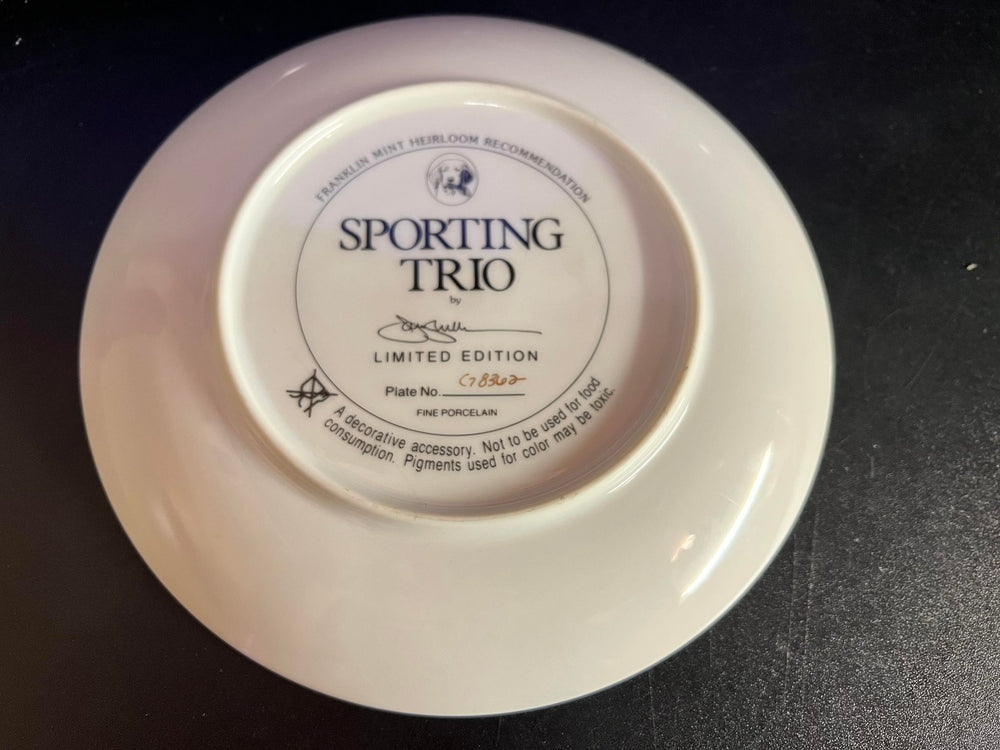 FRANKLIN MINT HEIRLOOM RECOMMENDATION
SPORTING
TRIO
by
LIMITED EDITION
Plate No. G8362
FINE PORCELAIN
A decorative accessory. Not to be used for food
consumption. Pigments used for color may be toxic.